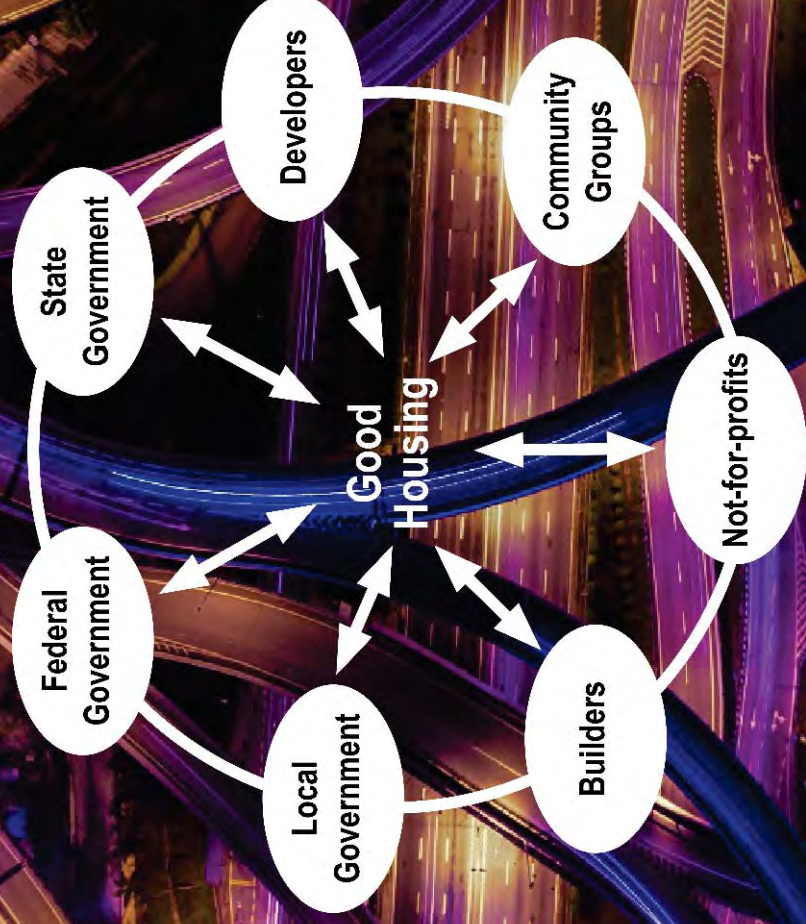 Federal
Government
State
Government
Developers
Community
Groups
Not-for-profits
Builders
Local
Government
Good
Housing